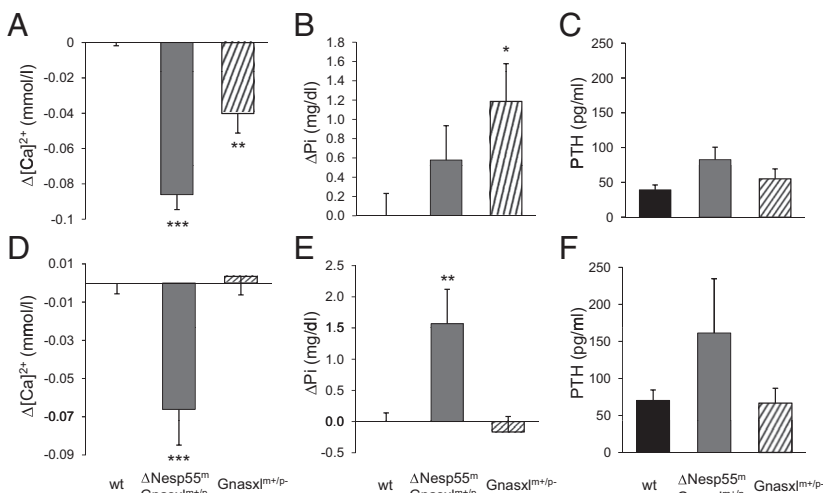 A
B
C
0
-0.02
-0.04
-0.06
-0.08
-0.1
Δ[Ca]²⁺ (mmol/l)
**
***
1.8
1.6
1.4
1.2
1.0
0.8
0.6
0.4
0.2
0.0
ΔPi (mg/dl)
*
250
200
150
100
50
0
PTH (pg/ml)
D
E
F
0.01
-0.01
-0.03
-0.05
-0.07
-0.09
Δ[Ca]²⁺ (mmol/l)
***
2.5
2.0
1.5
1.0
0.5
0.0
-0.5
ΔPi (mg/dl)
**
250
200
150
100
50
0
PTH (pg/ml)
wt
ΔNesp55ᵐ
Gnasxlᵐ⁺/ᵖ⁻
wt
ΔNesp55ᵐ
Gnasxlᵐ⁺/ᵖ⁻
wt
ΔNesp55ᵐ
Gnasxlᵐ⁺/ᵖ⁻